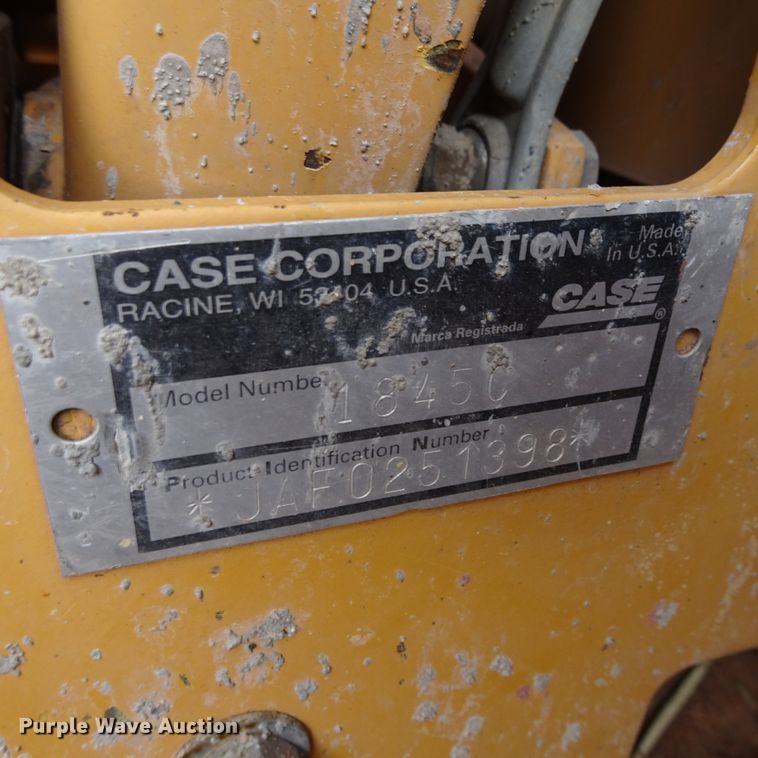 CASE CORPORATION
Made
In U.S.A.
RACINE, WI 53404 U.S.A.
CASE
®
Marca Registrada
Model Number
1845C
Product Identification Number
*JAF0251398*
Purple Wave Auction